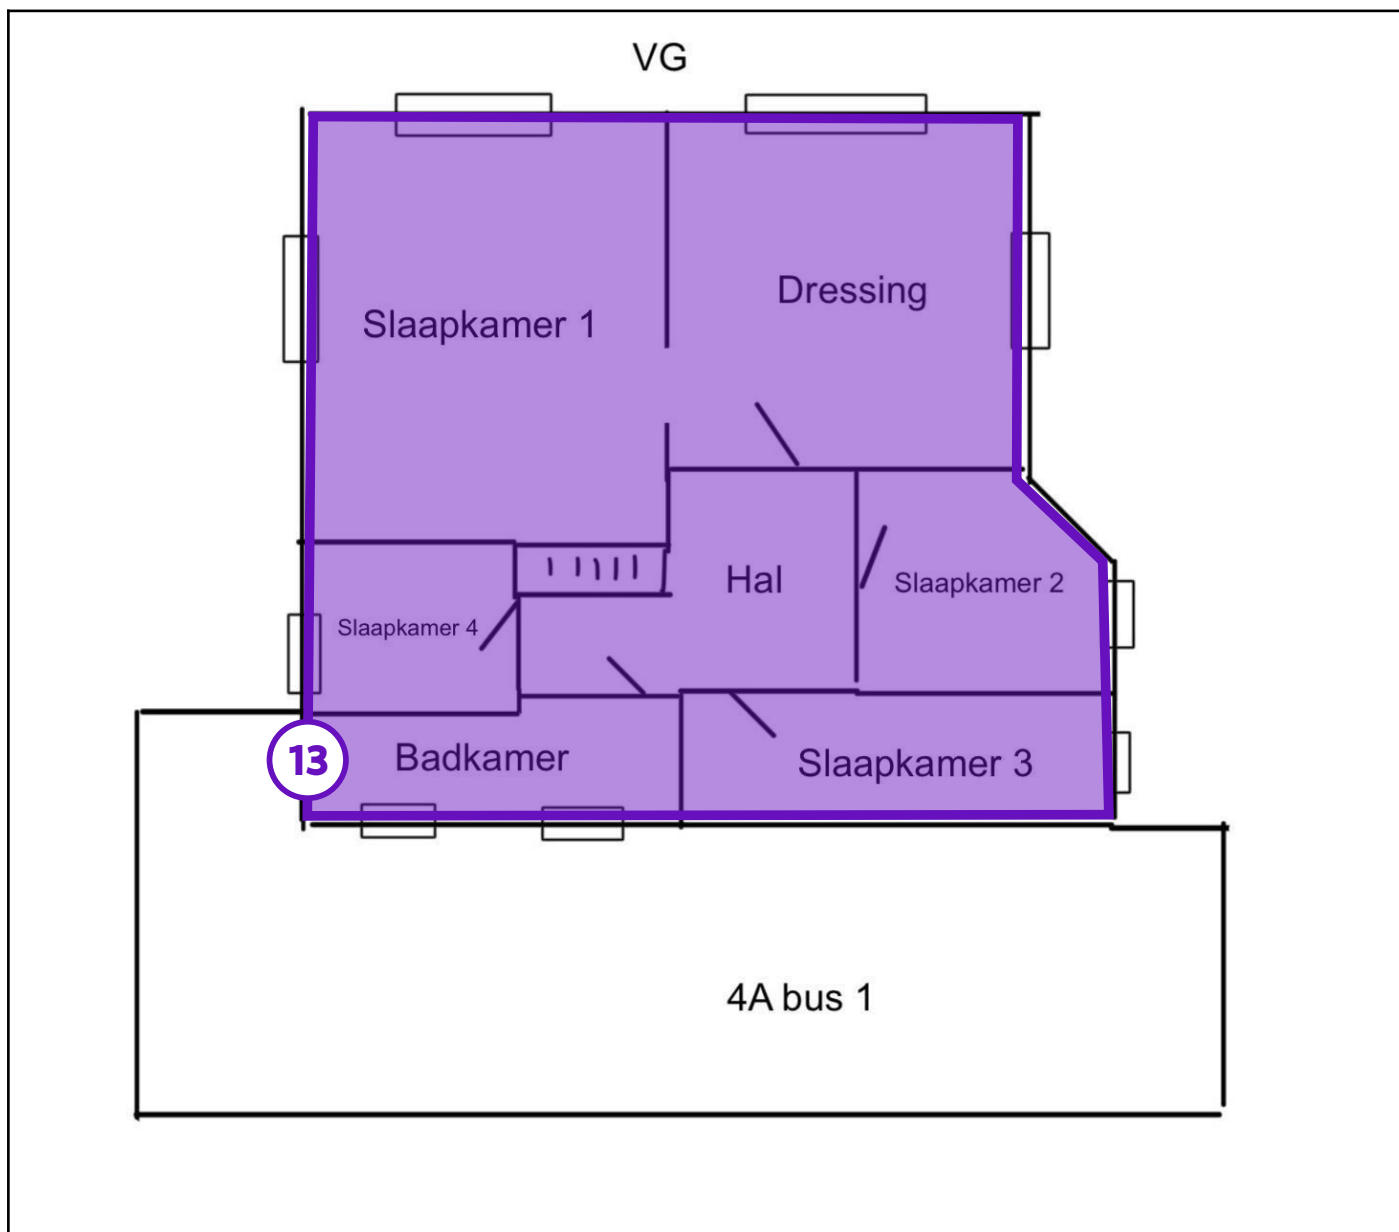 VG
Dressing
Slaapkamer 1
Hal
Slaapkamer 2
Slaapkamer 4
13
Badkamer
Slaapkamer 3
4A bus 1